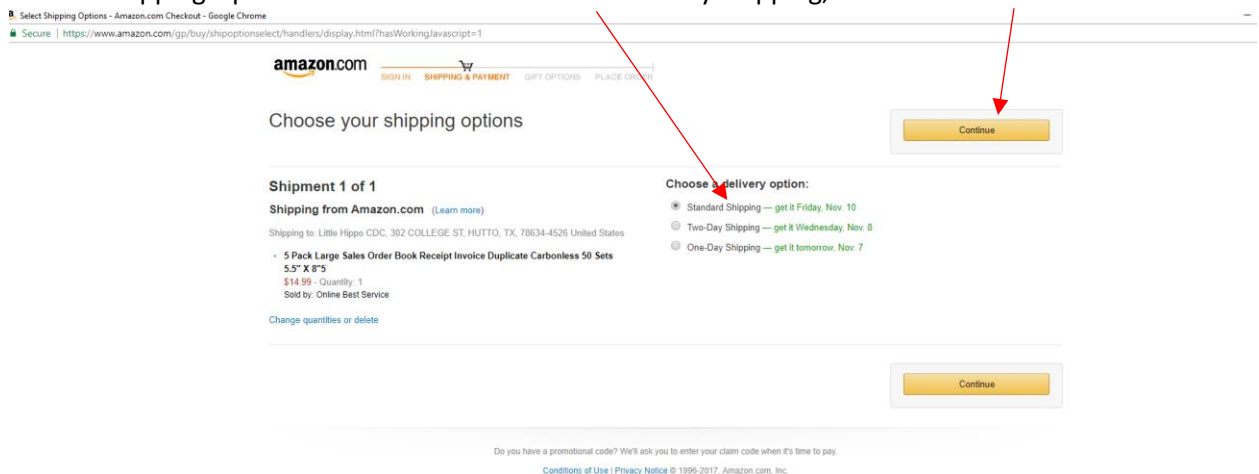 Select Shipping Options - Amazon.com Checkout - Google Chrome
Secure | https://www.amazon.com/gp/buy/shipoptionselect/handlers/display.html?hasWorkingJavascript=1
amazon.com
SIGN IN SHIPPING & PAYMENT GIFT OPTIONS PLACE ORDER
Choose your shipping options
Continue
Shipment 1 of 1
Shipping from Amazon.com (Learn more)
Shipping to: Little Hippo CDC, 302 COLLEGE ST, HUTTO, TX, 78634-4526 United States
5 Pack Large Sales Order Book Receipt Invoice Duplicate Carbonless 50 Sets
5.5" X 8"5
$14.99 - Quantity: 1
Sold by: Online Best Service
Change quantities or delete
Choose a delivery option:
Standard Shipping — get it Friday, Nov. 10
Two-Day Shipping — get it Wednesday, Nov. 8
One-Day Shipping — get it tomorrow, Nov. 7
Continue
Do you have a promotional code? We'll ask you to enter your claim code when it's time to pay.
Conditions of Use | Privacy Notice © 1996-2017, Amazon.com, Inc.